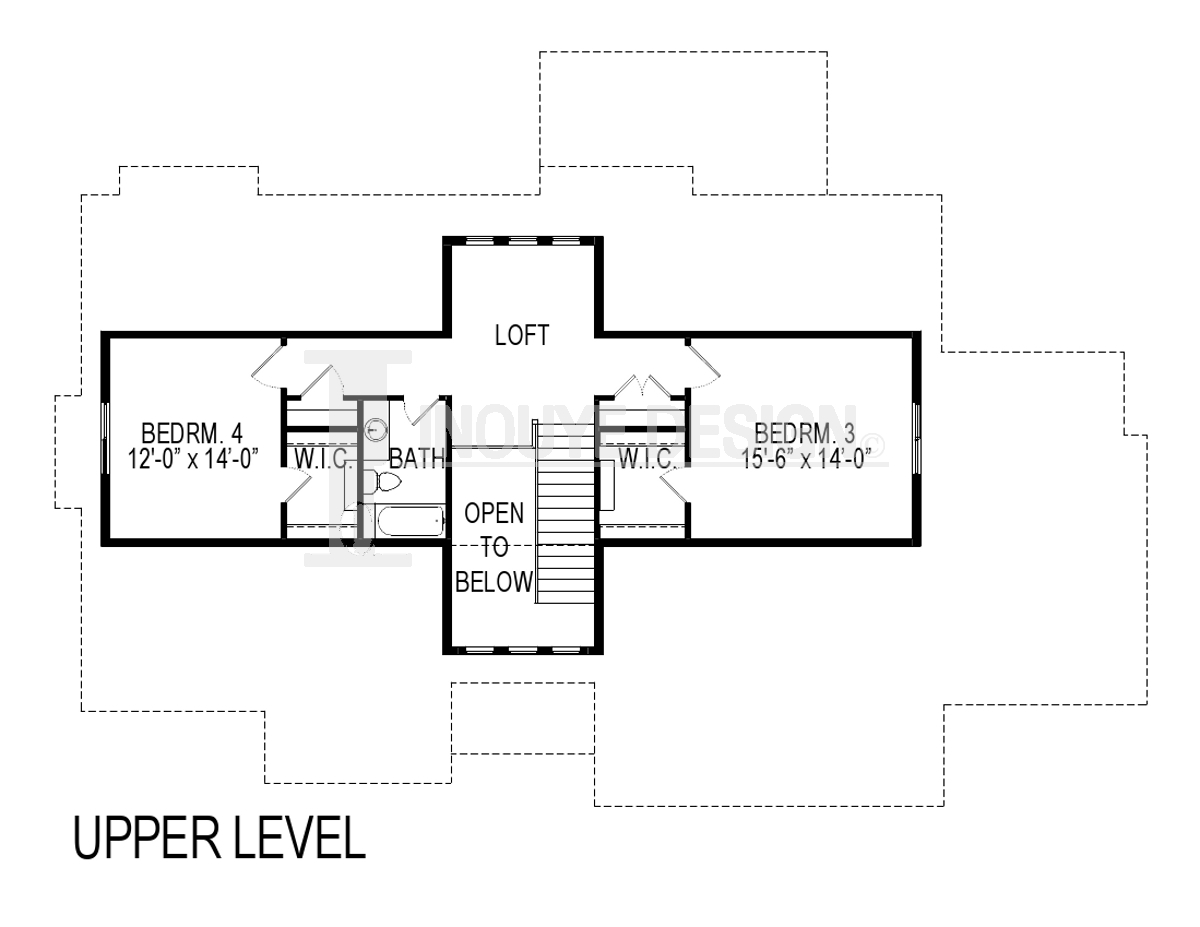 LOFT
INOUYE DESIGN ©
BEDRM. 4
12'-0" x 14'-0"
W.I.C.
BATH
W.I.C.
BEDRM. 3
15'-6" x 14'-0"
OPEN
TO
BELOW
UPPER LEVEL